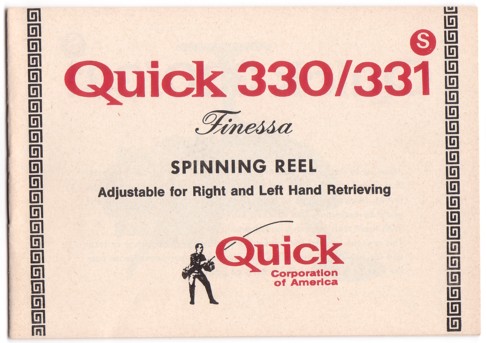 S
Quick 330/331
Finessa
SPINNING REEL
Adjustable for Right and Left Hand Retrieving
Quick
Corporation
of America